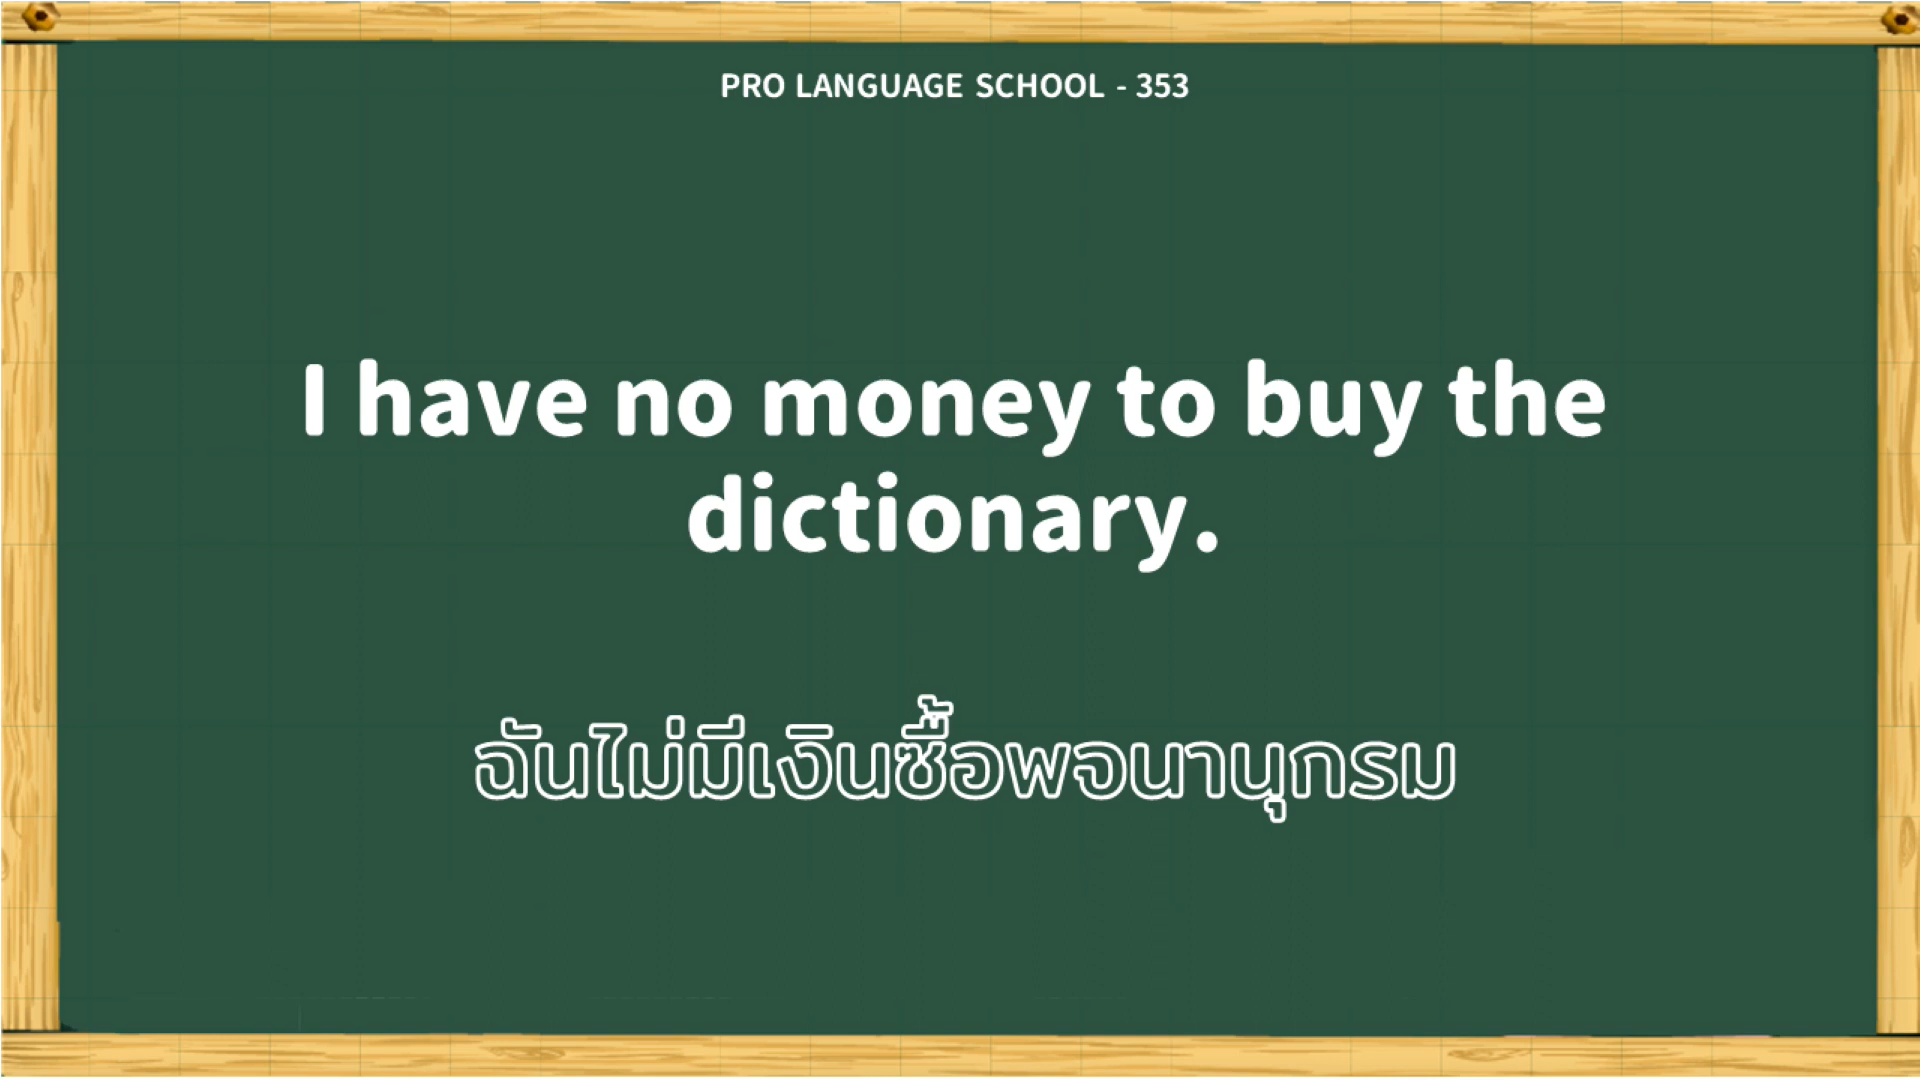 PRO LANGUAGE SCHOOL - 353
I have no money to buy the
dictionary.
ฉันไม่มีเงินซื้อพจนานุกรม